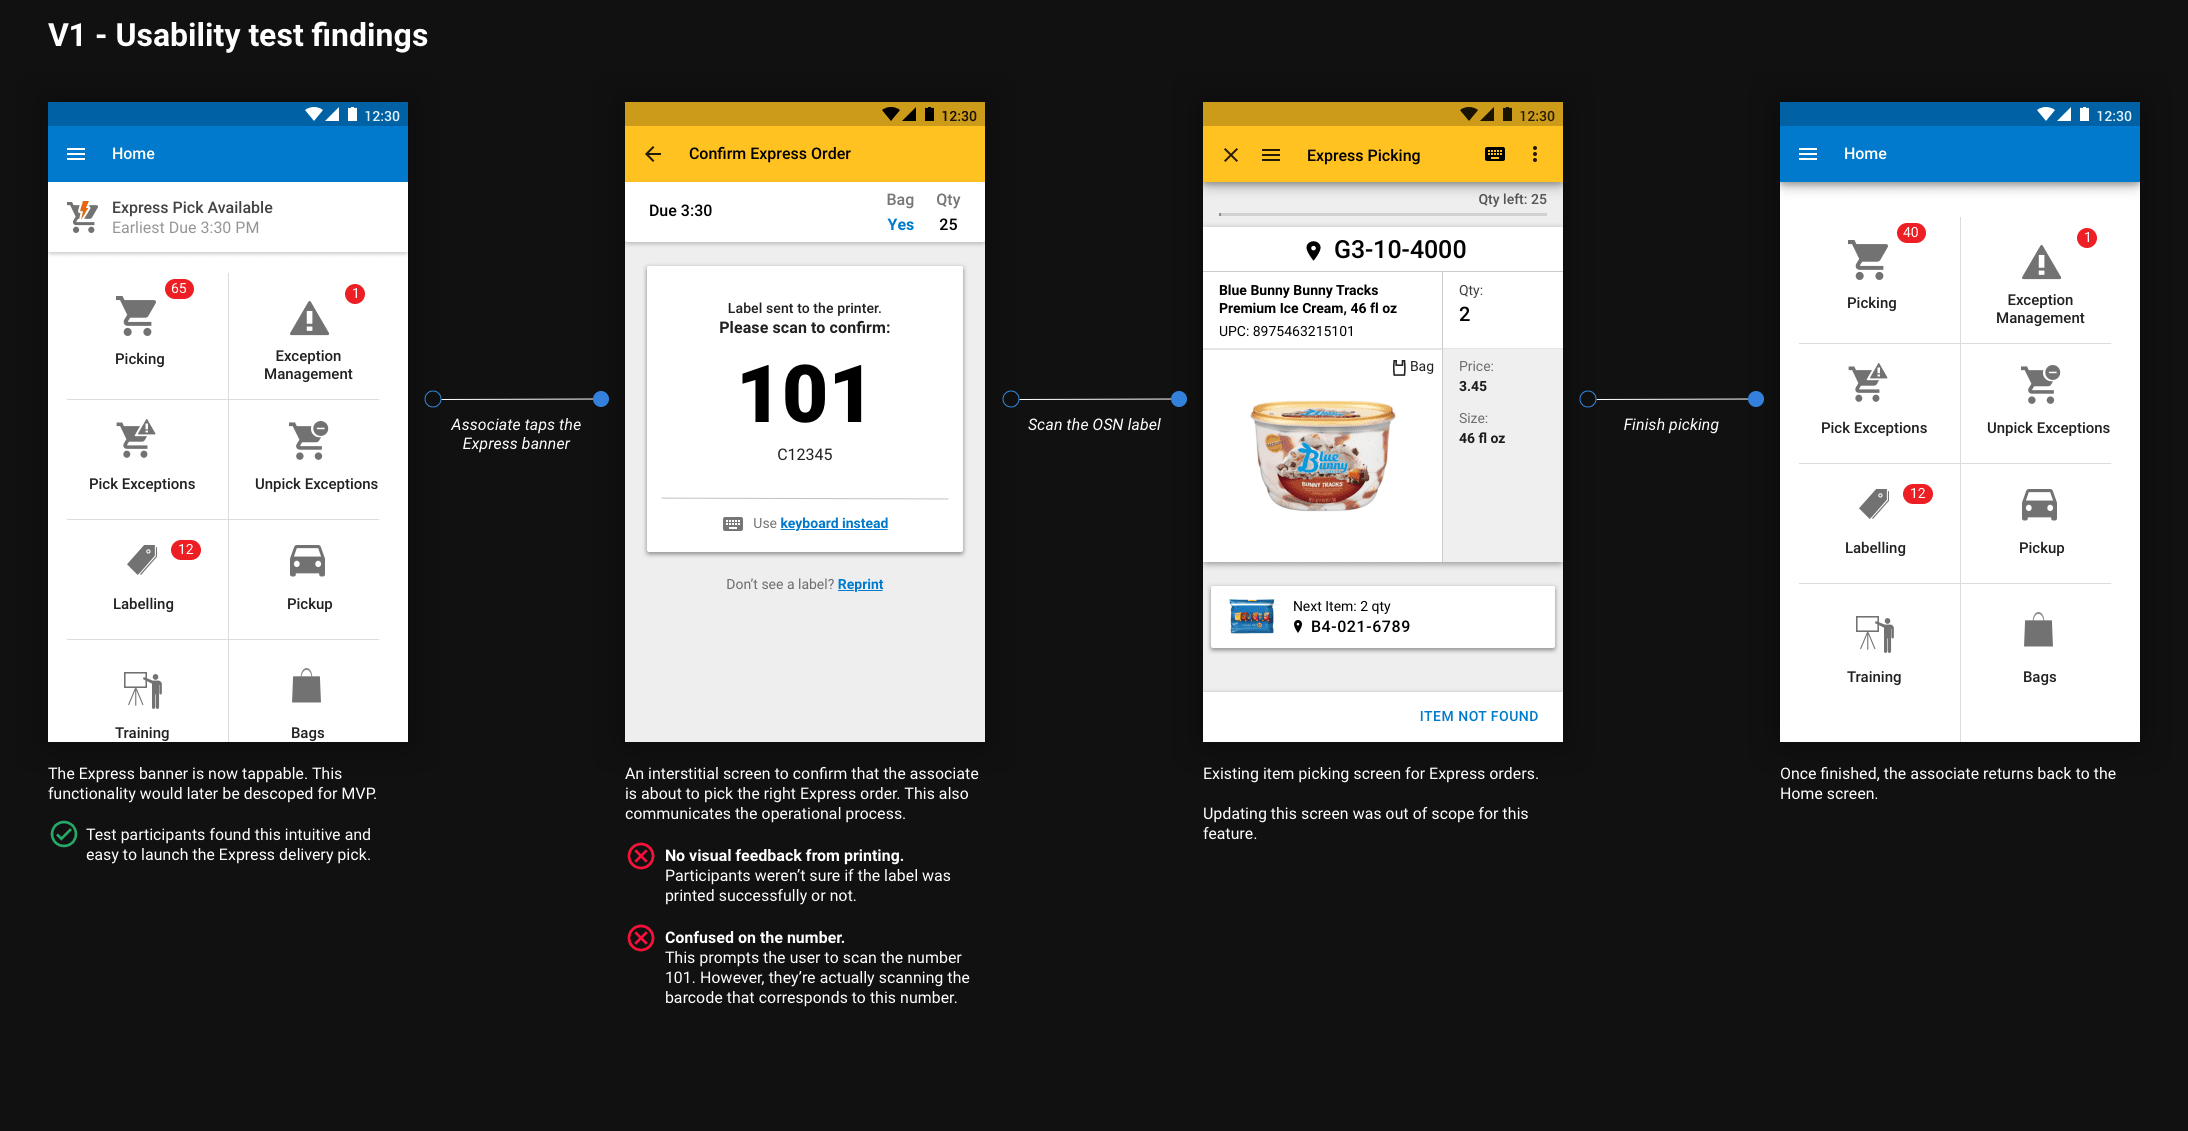 V1 - Usability test findings
12:30
Home
Express Pick Available
Earliest Due 3:30 PM
65
Picking
1
Exception
Management
Pick Exceptions
Unpick Exceptions
12
Labelling
Pickup
Training
Bags
The Express banner is now tappable. This
functionality would later be descoped for MVP.
Test participants found this intuitive and
easy to launch the Express delivery pick.
Associate taps the
Express banner
12:30
Confirm Express Order
Due 3:30
Bag
Yes
Qty
25
Label sent to the printer.
Please scan to confirm:
101
C12345
Use keyboard instead
Don't see a label? Reprint
An interstitial screen to confirm that the associate
is about to pick the right Express order. This also
communicates the operational process.
No visual feedback from printing.
Participants weren't sure if the label was
printed successfully or not.
Confused on the number.
This prompts the user to scan the number
101. However, they're actually scanning the
barcode that corresponds to this number.
Scan the OSN label
12:30
Express Picking
Qty left: 25
G3-10-4000
Blue Bunny Bunny Tracks
Premium Ice Cream, 46 fl oz
UPC: 8975463215101
Qty:
2
Bag
Price:
3.45
Size:
46 fl oz
Blue
Bunny
BUNNY TRACKS
Next Item: 2 qty
B4-021-6789
ITEM NOT FOUND
Existing item picking screen for Express orders.
Updating this screen was out of scope for this
feature.
Finish picking
12:30
Home
40
Picking
1
Exception
Management
Pick Exceptions
Unpick Exceptions
12
Labelling
Pickup
Training
Bags
Once finished, the associate returns back to the
Home screen.